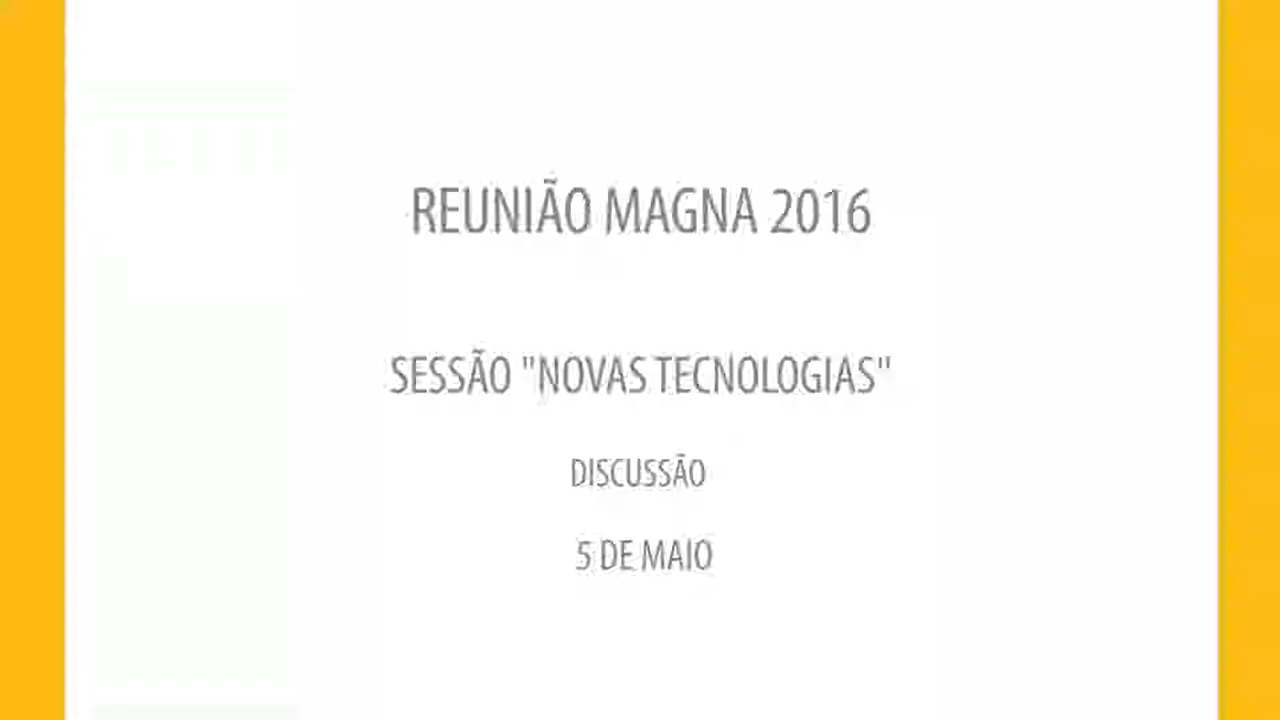 REUNIÃO MAGNA 2016
SESSÃO "NOVAS TECNOLOGIAS"
DISCUSSÃO
5 DE MAIO